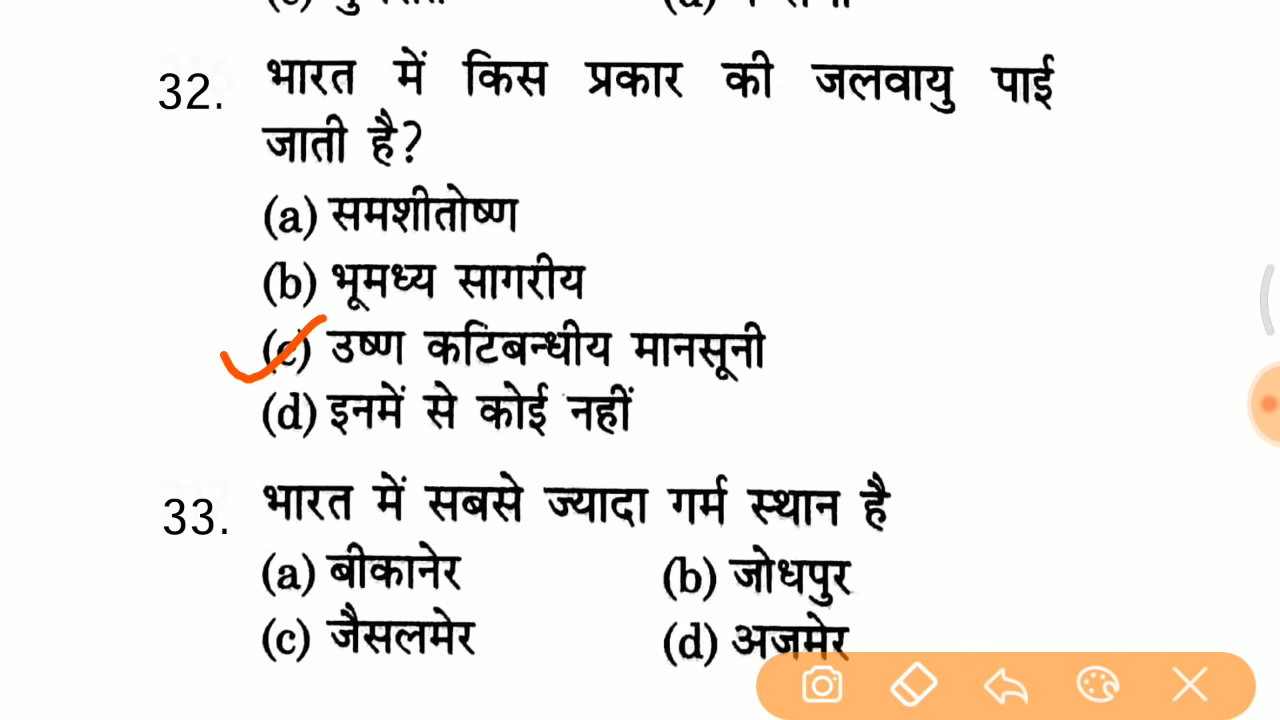 32. भारत में किस प्रकार की जलवायु पाई
जाती है?
(a) समशीतोष्ण
(b) भूमध्य सागरीय
(c) उष्ण कटिबन्धीय मानसूनी
(d) इनमें से कोई नहीं
33. भारत में सबसे ज्यादा गर्म स्थान है
(a) बीकानेर (b) जोधपुर
(c) जैसलमेर (d) अजमेर